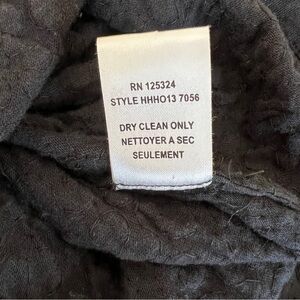 RN 125324
STYLE HHHO13 7056
DRY CLEAN ONLY
NETTOYER A SEC
SEULEMENT